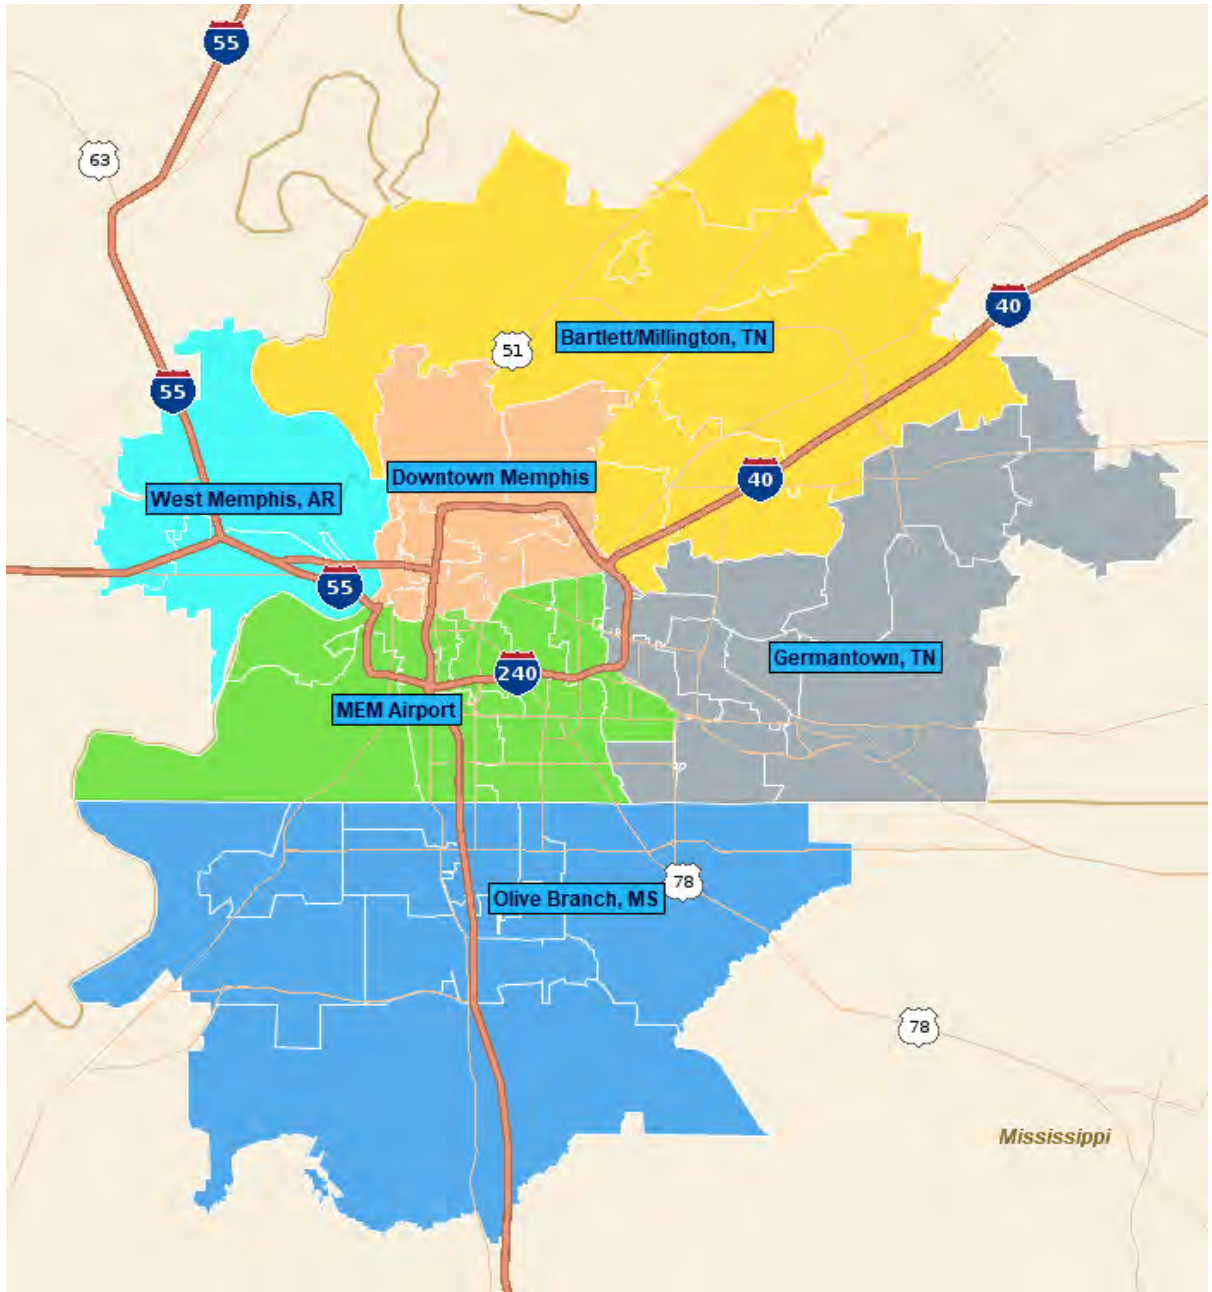 55
63
40
51
Bartlett/Millington, TN
55
Downtown Memphis
40
West Memphis, AR
55
Germantown, TN
240
MEM Airport
78
Olive Branch, MS
78
Mississippi